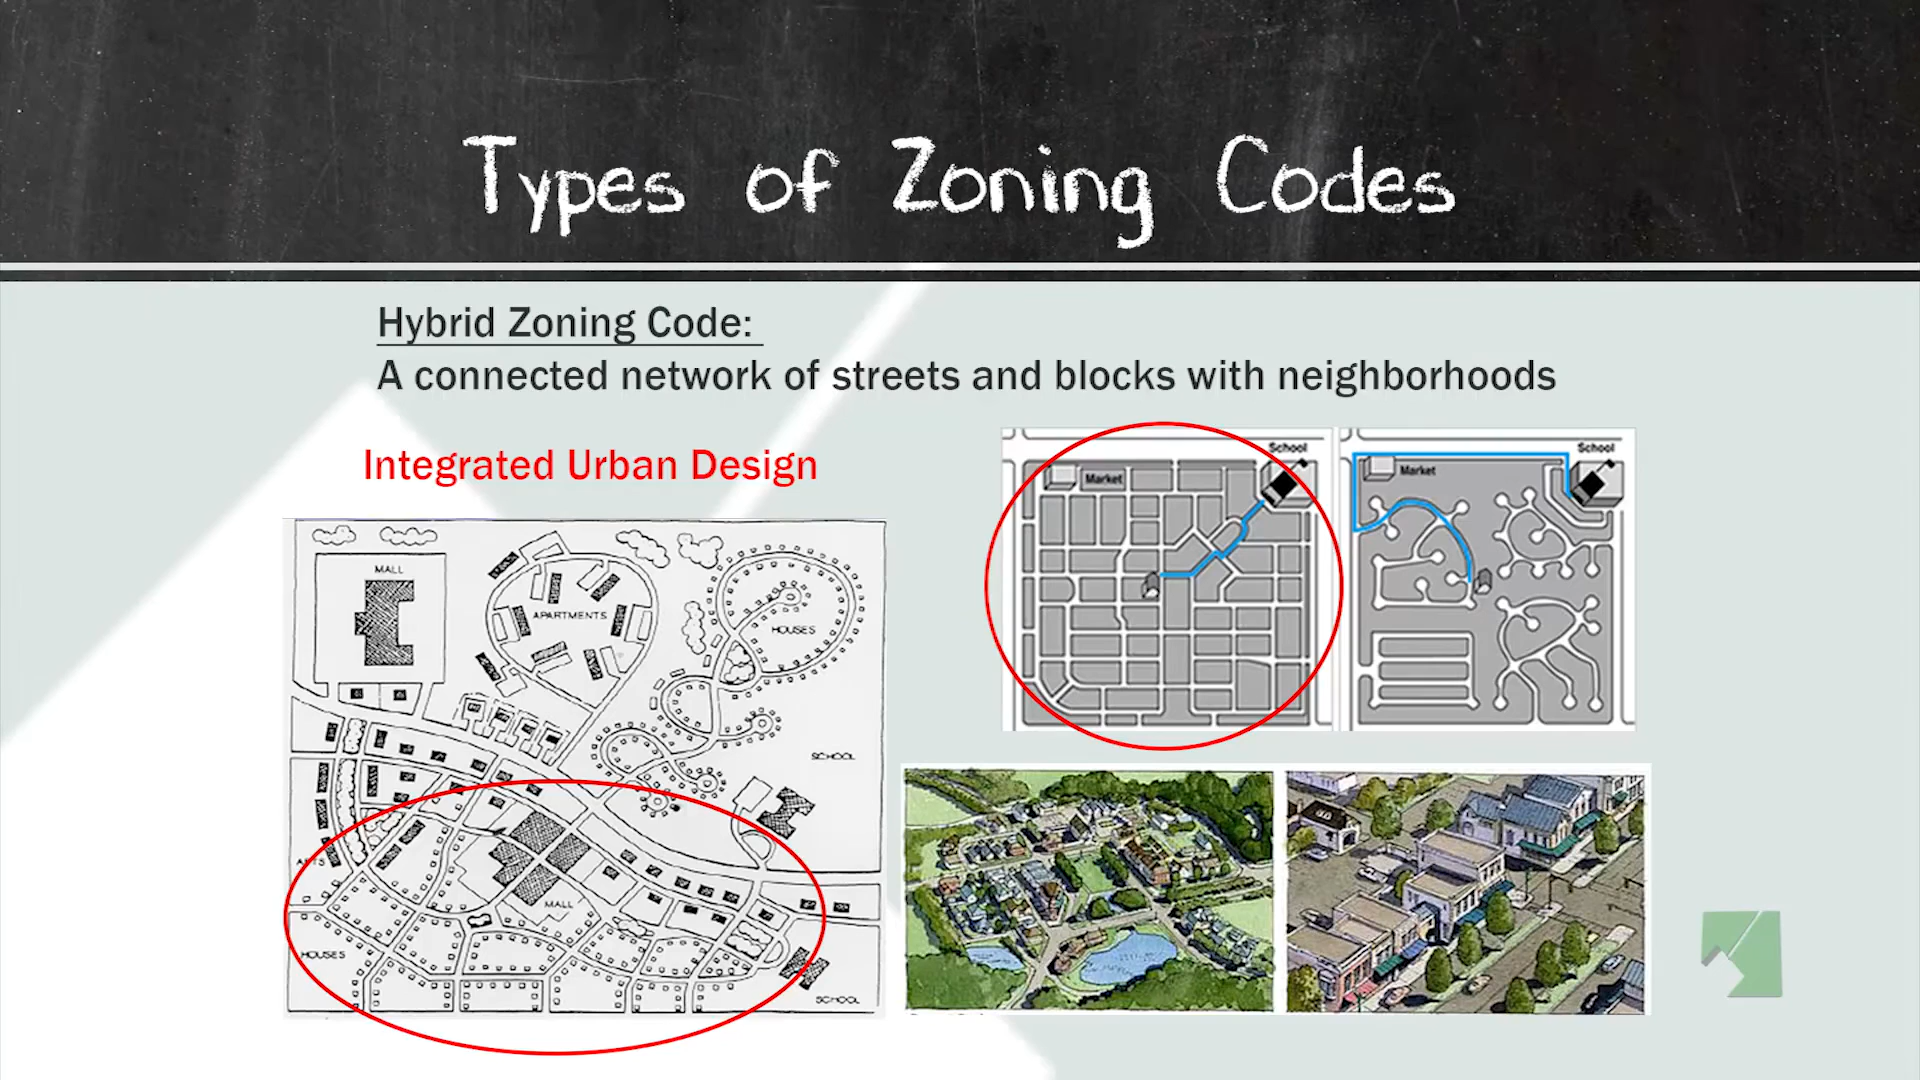 Types of Zoning Codes
Hybrid Zoning Code:
A connected network of streets and blocks with neighborhoods
Integrated Urban Design
School
Market
School
Market
MALL
APARTMENTS
HOUSES
SCHOOL
MALL
HOUSES
SCHOOL